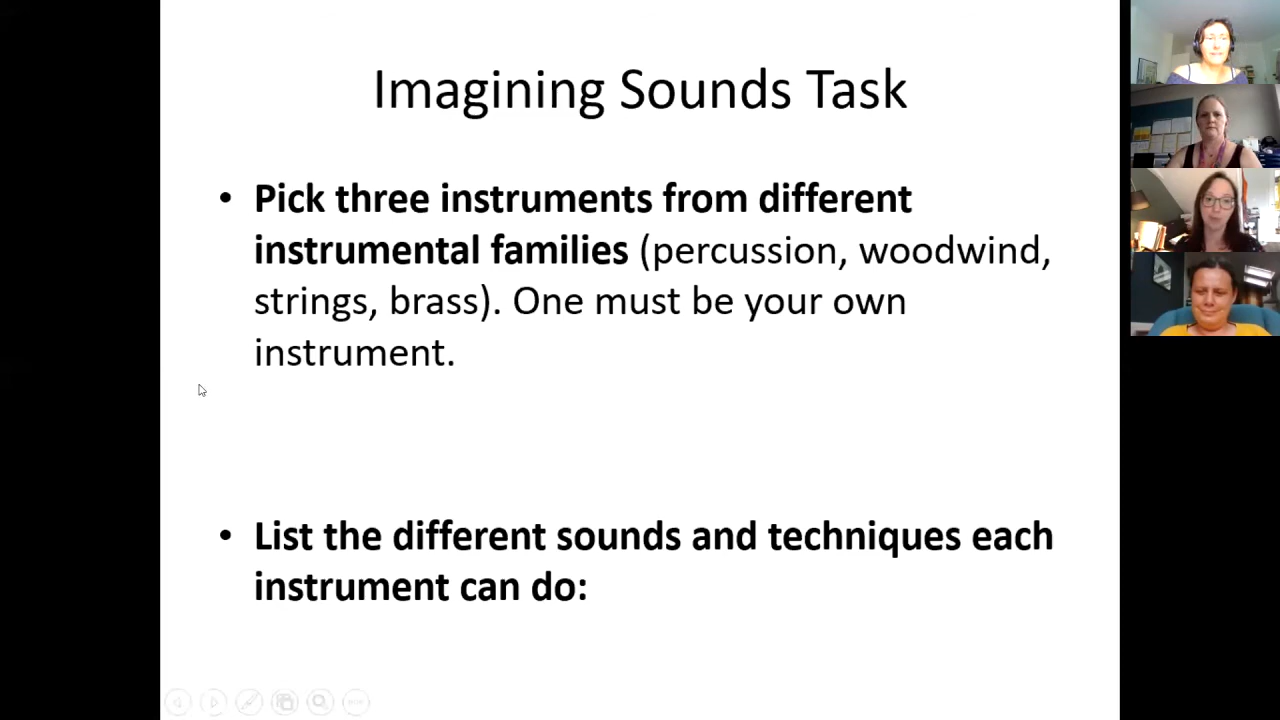 Imagining Sounds Task
• Pick three instruments from different
instrumental families (percussion, woodwind,
strings, brass). One must be your own
instrument.
• List the different sounds and techniques each
instrument can do: